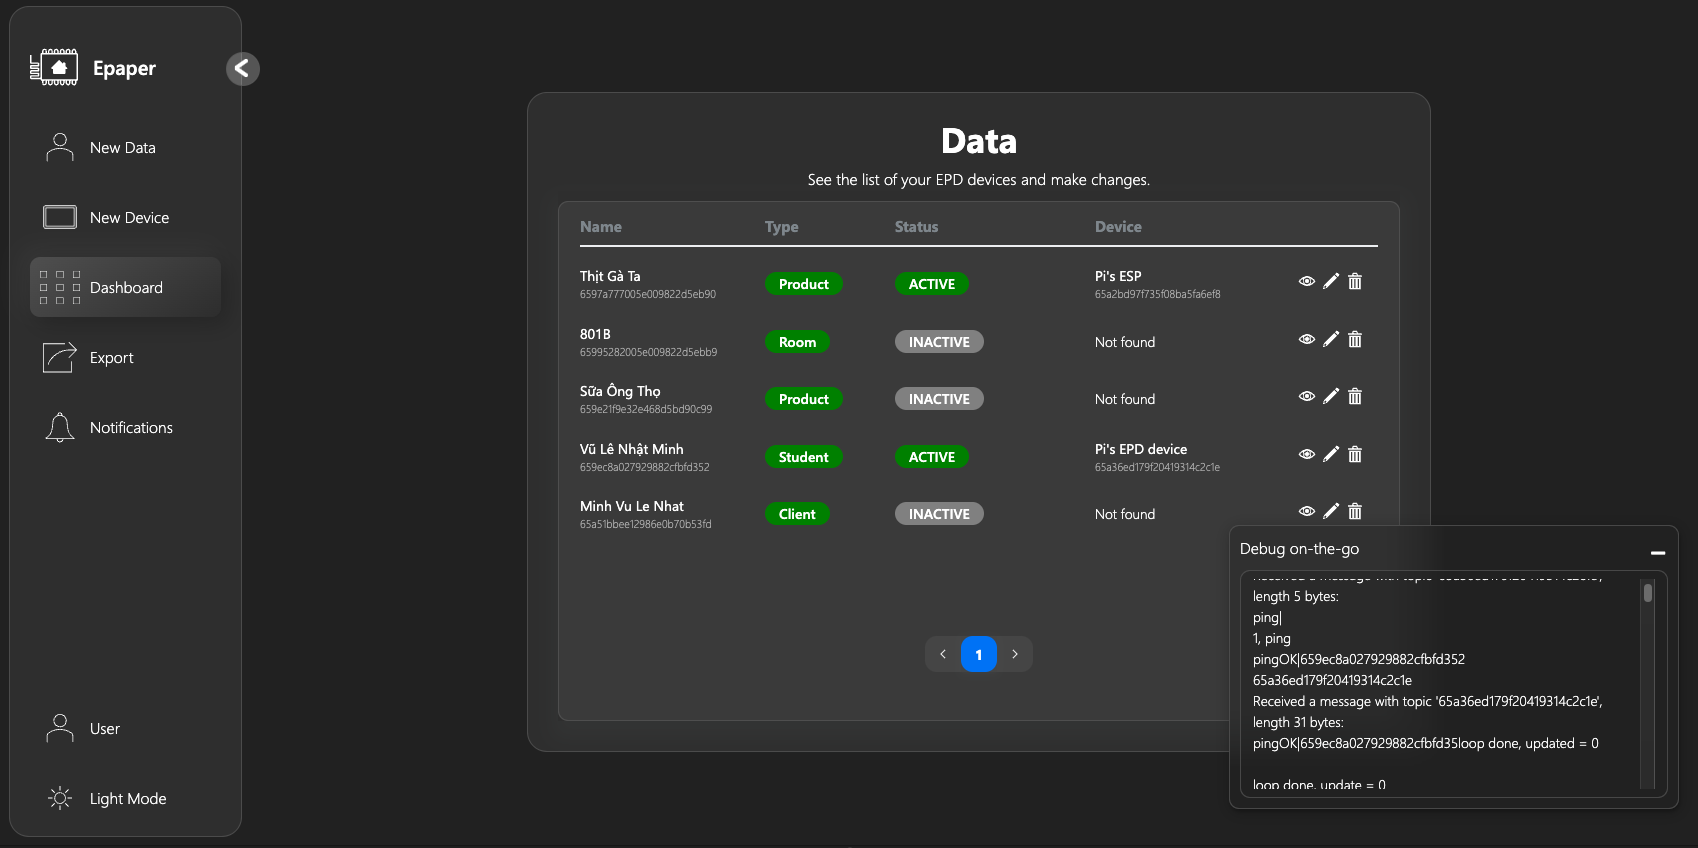 Epaper
New Data
New Device
Dashboard
Export
Notifications
User
Light Mode
Data
See the list of your EPD devices and make changes.
Name Type Status Device
Thịt Gà Ta Product ACTIVE Pi's ESP
6597a777005e009822d5eb90 65a2bd97f735f08ba5fa6ef8
801B Room INACTIVE Not found
65995282005e009822d5ebb9
Sữa Ông Thọ Product INACTIVE Not found
659e21f9e32e468d5bd90c99
Vũ Lê Nhật Minh Student ACTIVE Pi's EPD device
659ec8a027929882cfbfd352 65a36ed179f20419314c2c1e
Minh Vu Le Nhat Client INACTIVE Not found
65a51bbee12986e0b70b53fd
1
Debug on-the-go
length 5 bytes:
ping|
1, ping
pingOK|659ec8a027929882cfbfd352
65a36ed179f20419314c2c1e
Received a message with topic '65a36ed179f20419314c2c1e',
length 31 bytes:
pingOK|659ec8a027929882cfbfd35loop done, updated = 0
loop done, update = 0